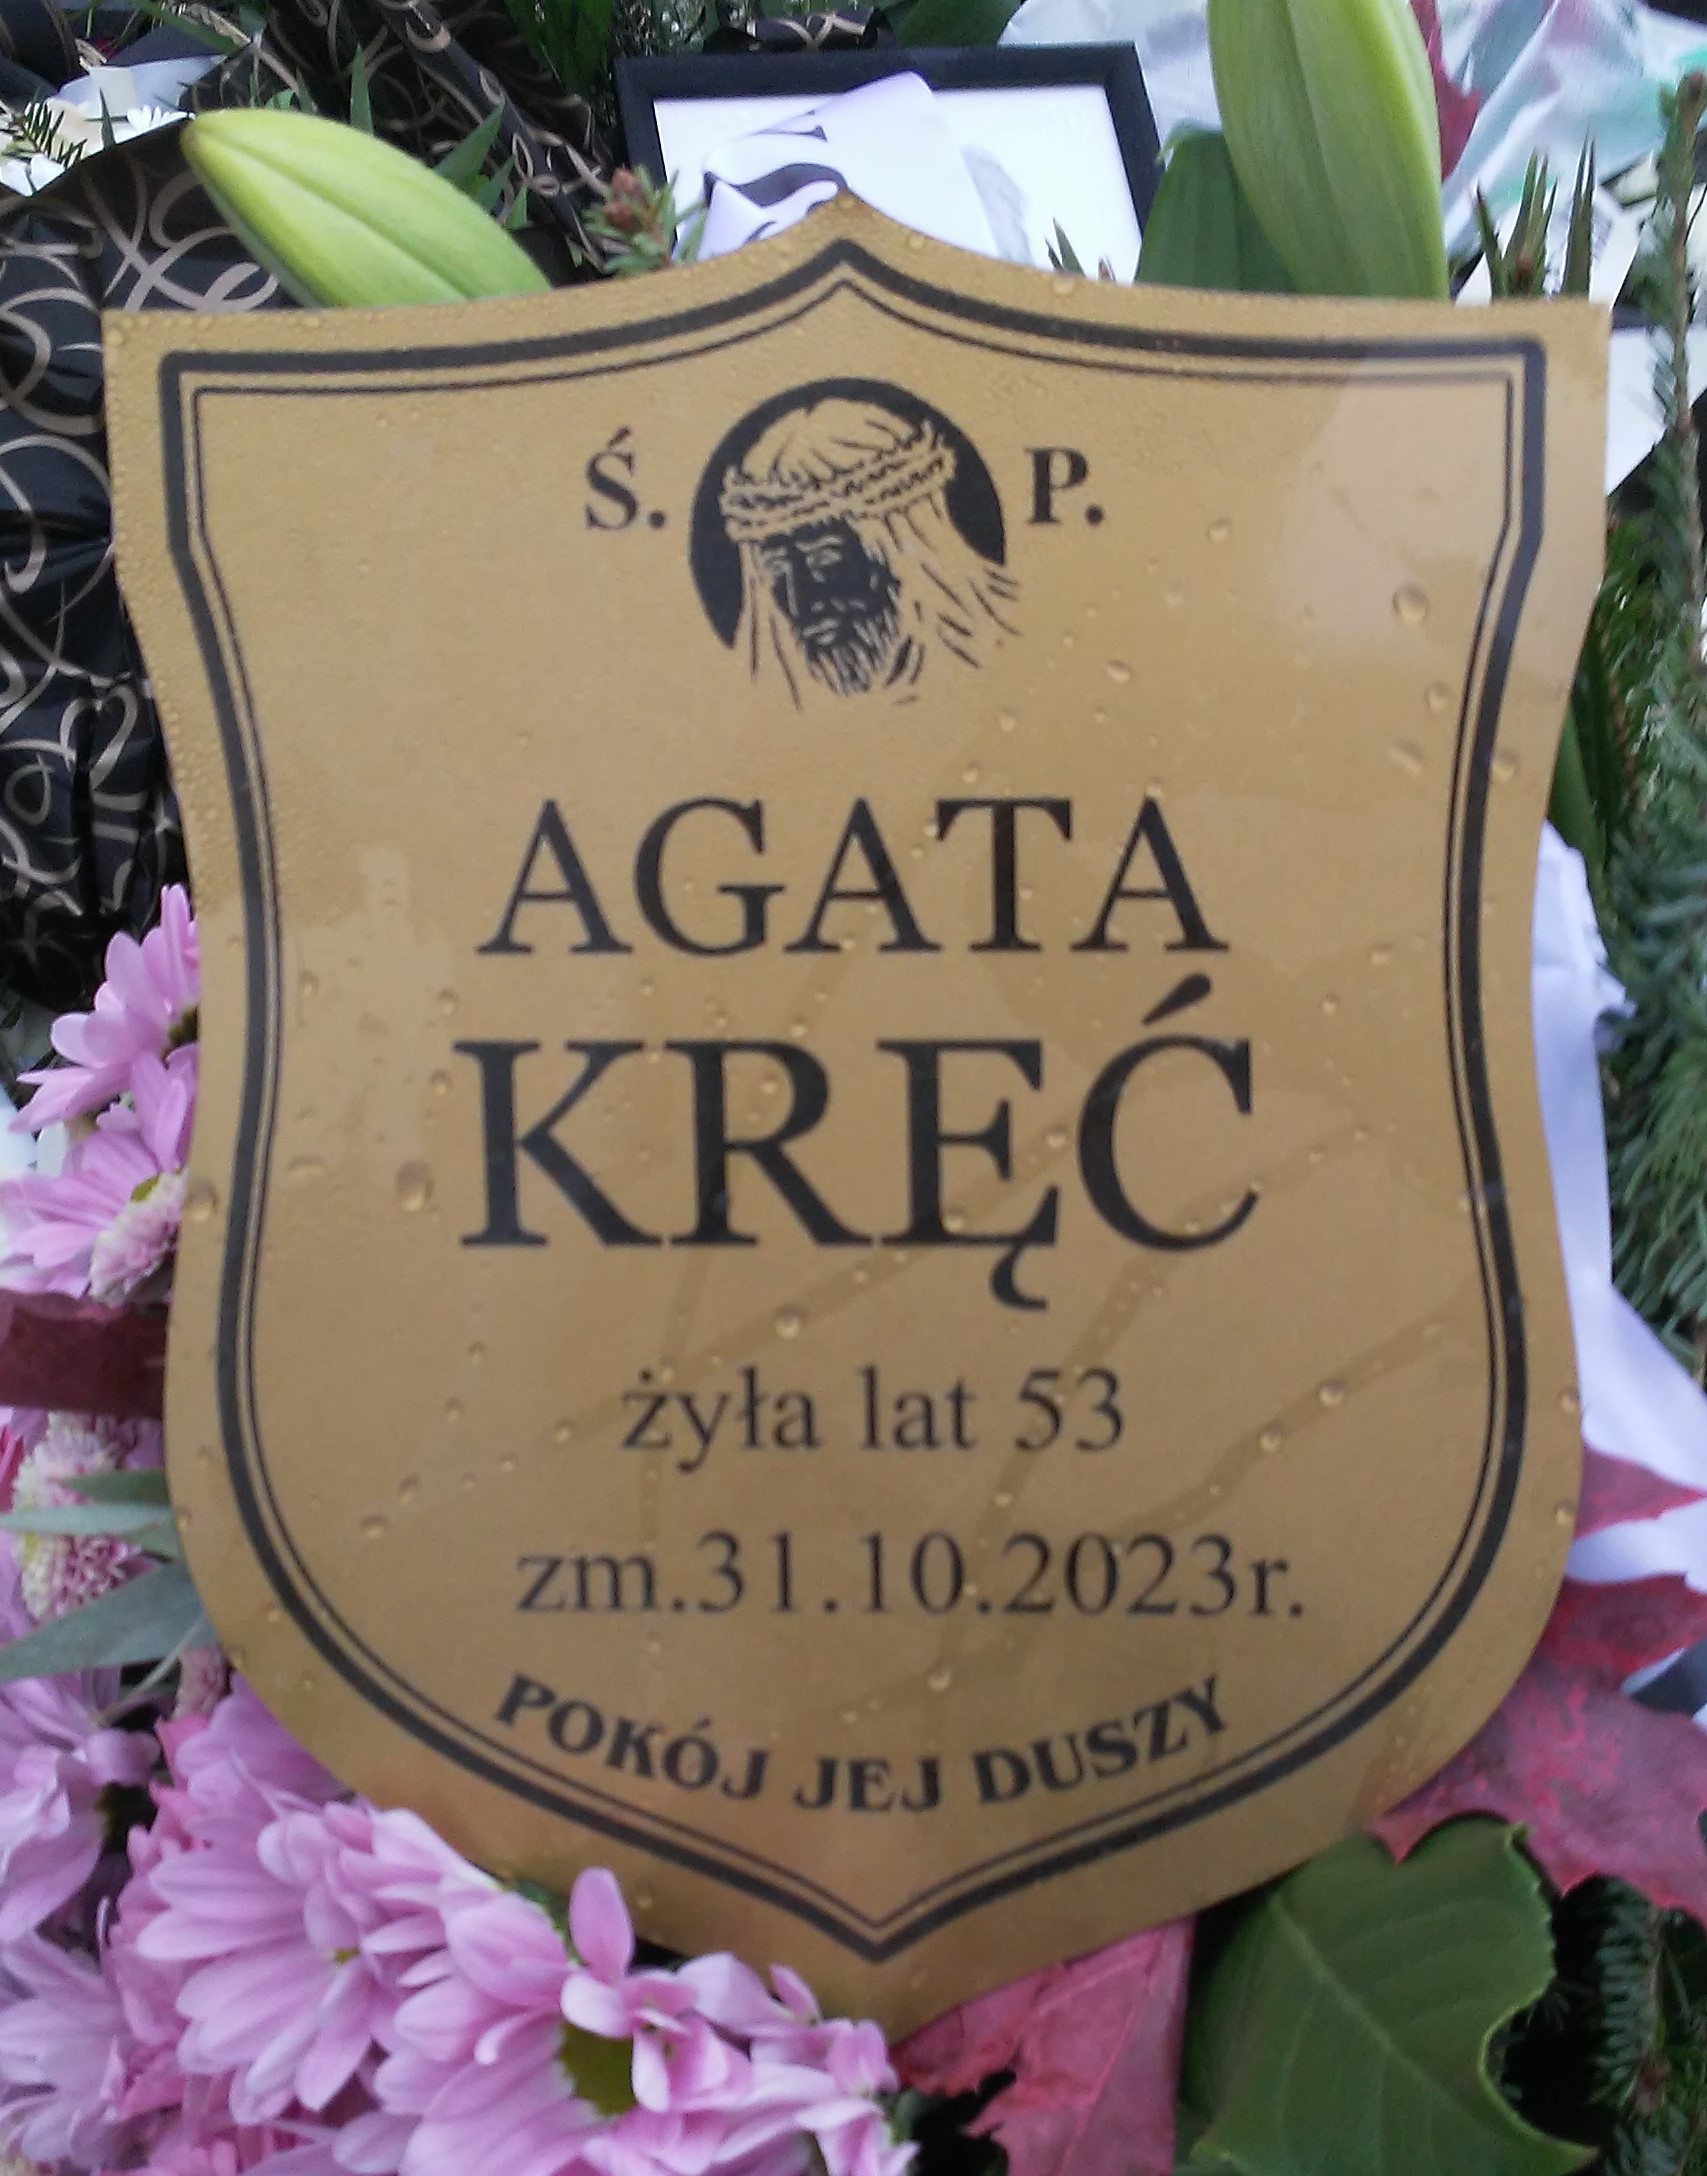 Ś. P.
AGATA
KRĘĆ
żyła lat 53
zm.31.10.2023r.
POKÓJ JEJ DUSZY